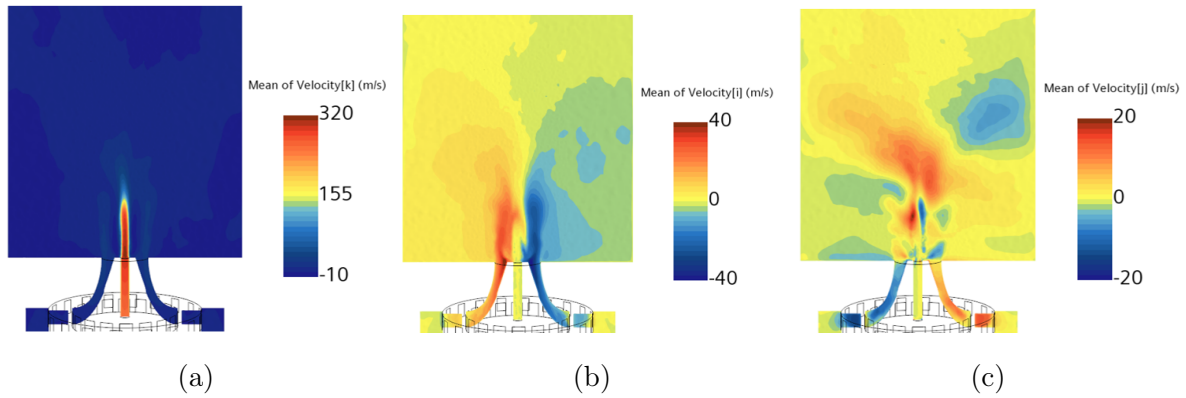 Mean of Velocity[k] (m/s)
320
155
-10
(a)
Mean of Velocity[i] (m/s)
40
0
-40
(b)
Mean of Velocity[j] (m/s)
20
0
-20
(c)